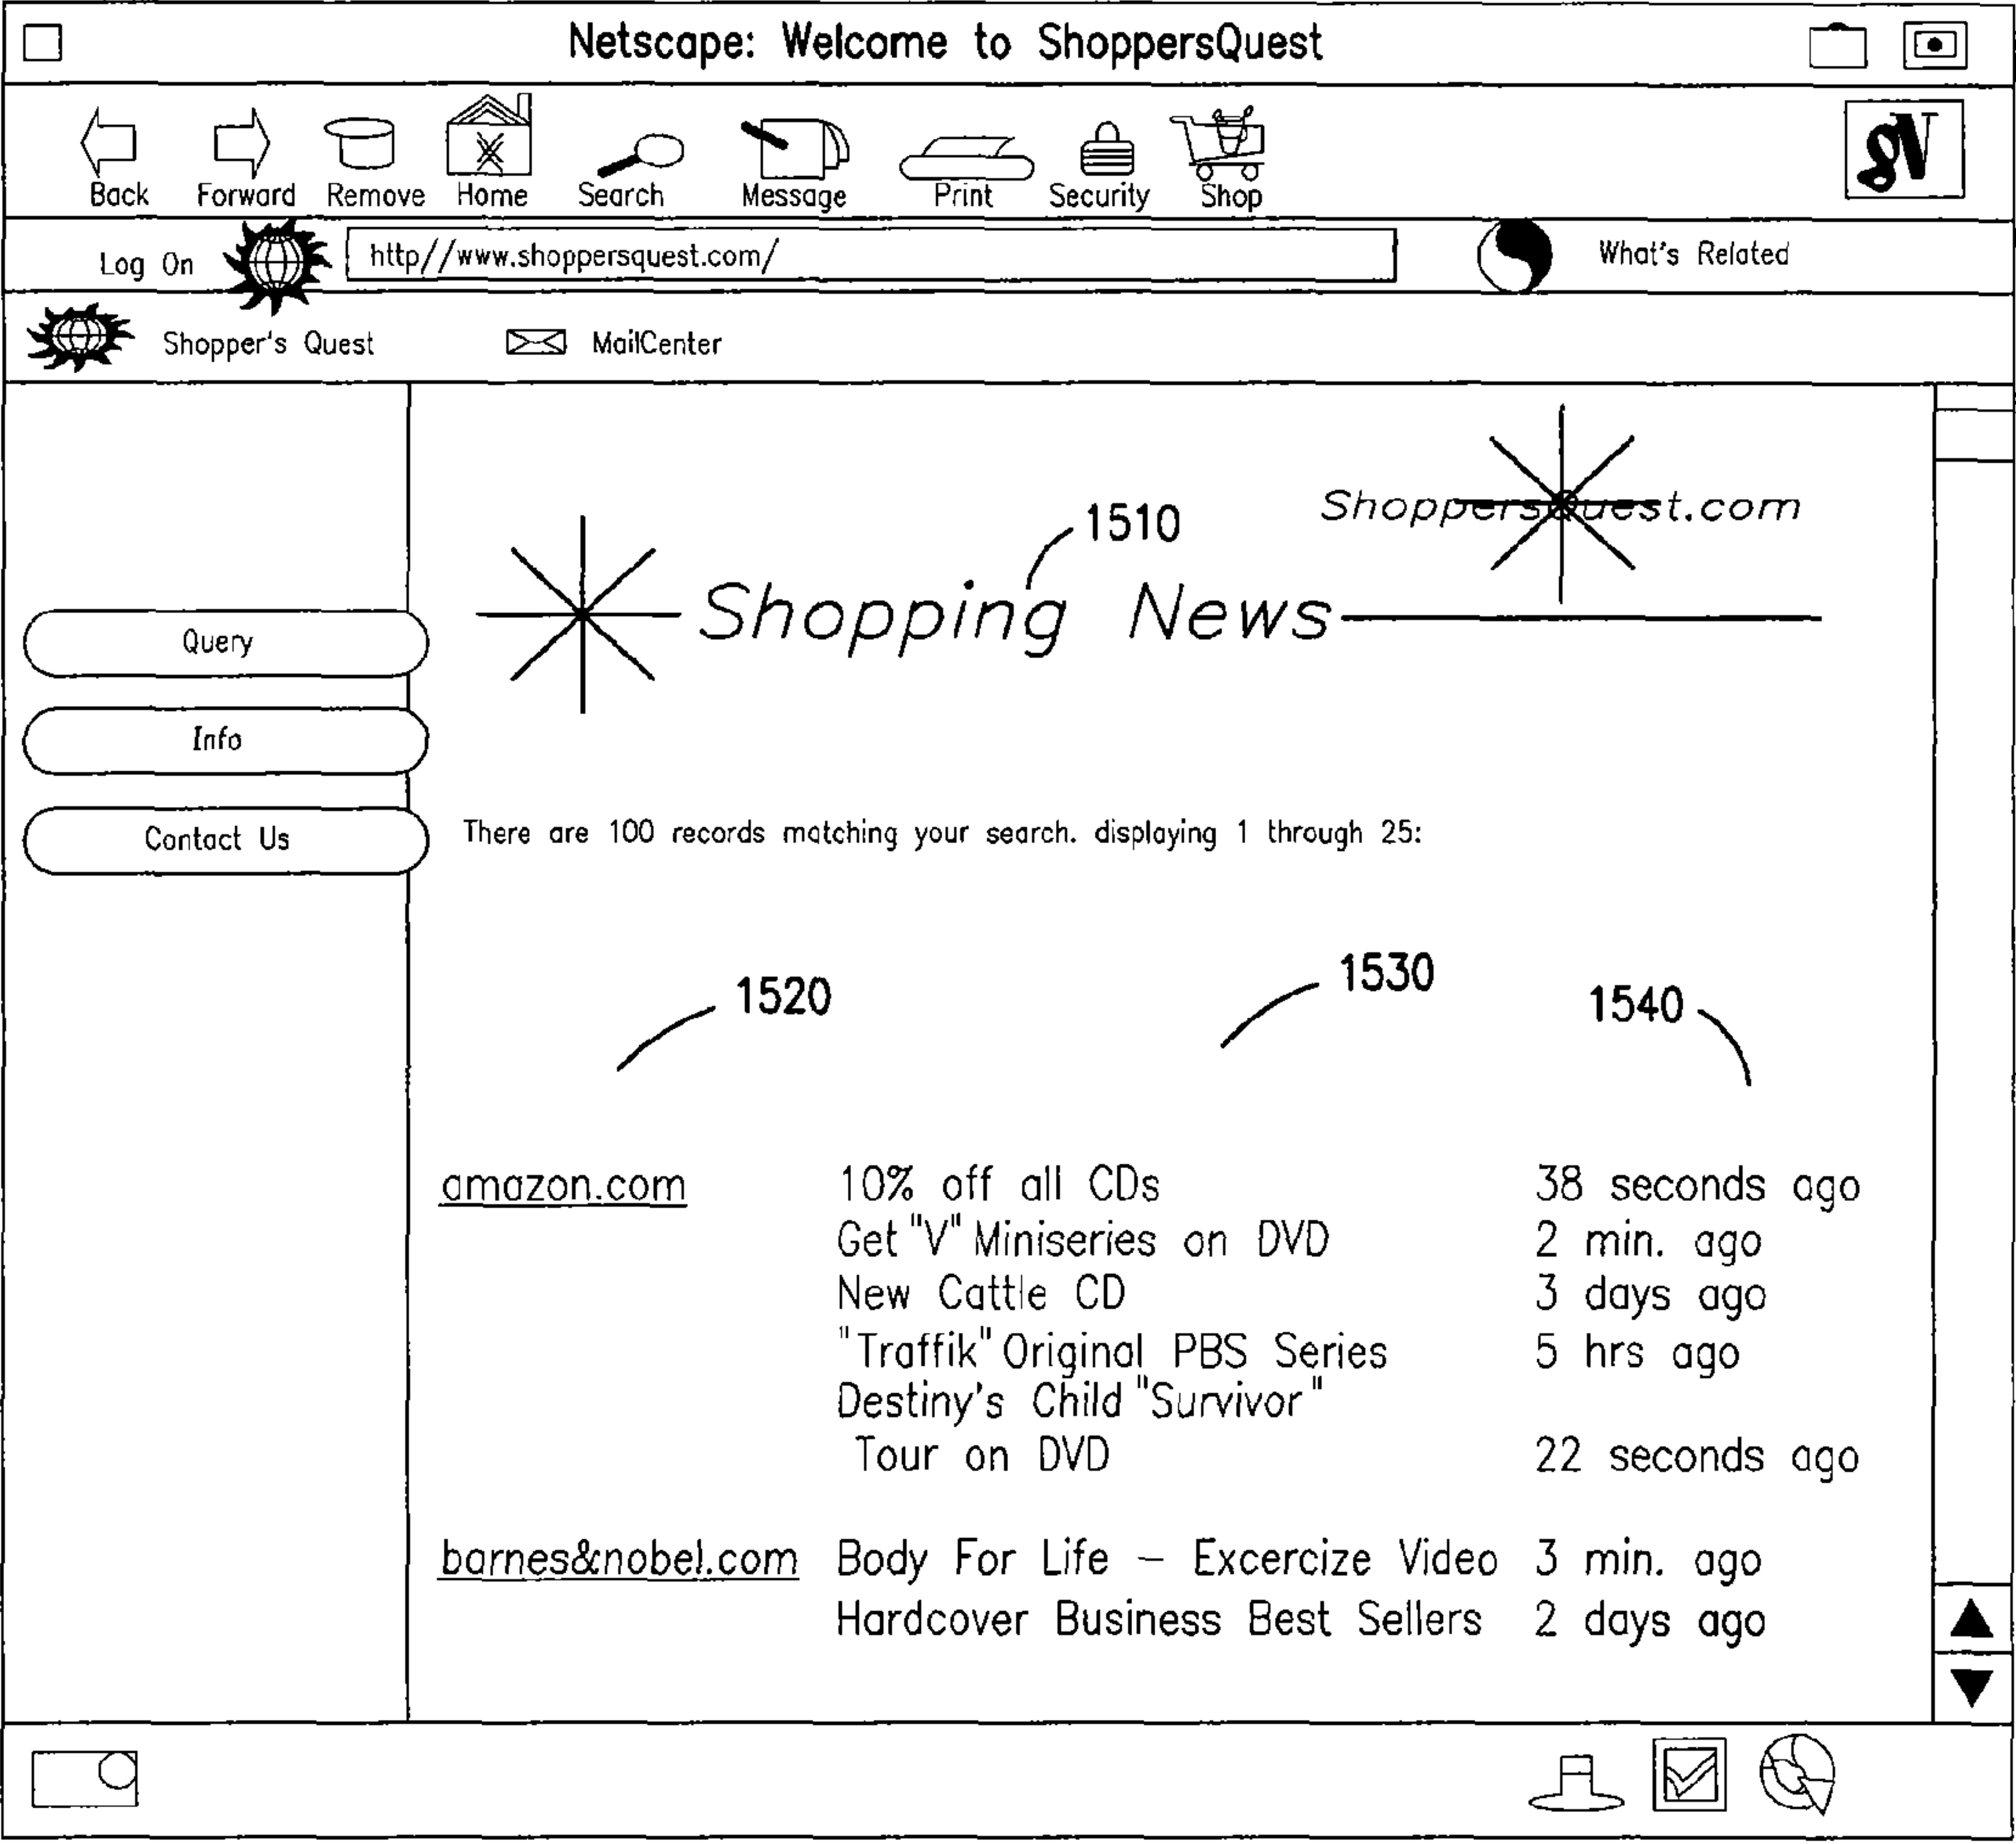 Netscape: Welcome to ShoppersQuest
Back Forward Remove Home Search Message Print Security Shop
N
Log On http//www.shoppersquest.com/ What's Related
Shopper's Quest MailCenter
ShoppersQuest.com
1510
Shopping News
Query
Info
Contact Us
There are 100 records matching your search. displaying 1 through 25:
1520 1530 1540
amazon.com 10% off all CDs 38 seconds ago
Get "V" Miniseries on DVD 2 min. ago
New Cattle CD 3 days ago
"Traffik" Original PBS Series 5 hrs ago
Destiny's Child "Survivor"
Tour on DVD 22 seconds ago
barnes&nobel.com Body For Life – Excercize Video 3 min. ago
Hardcover Business Best Sellers 2 days ago